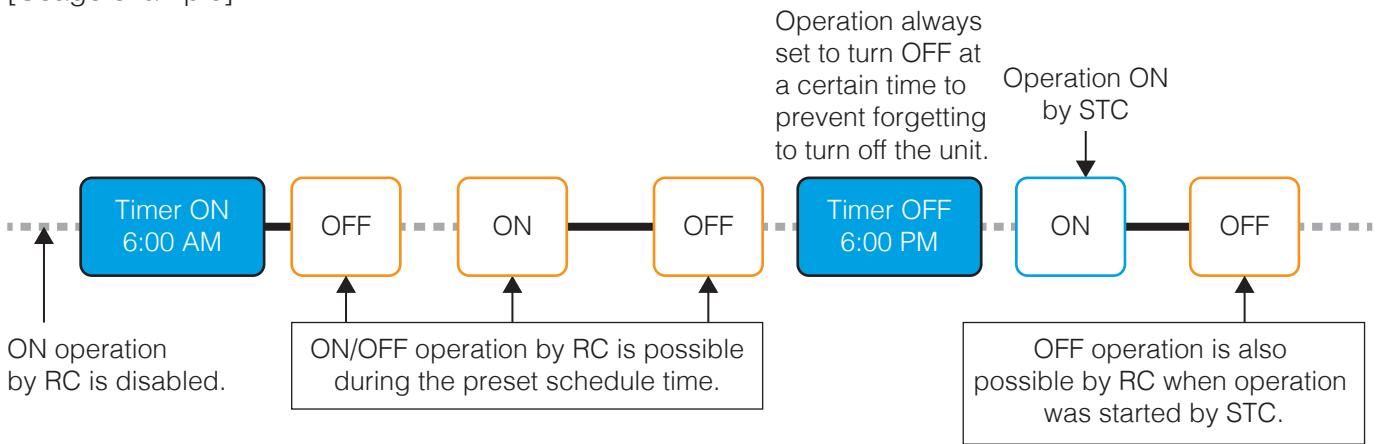 Operation always
set to turn OFF at
a certain time to
prevent forgetting
to turn off the unit.
Operation ON
by STC
Timer ON
6:00 AM
OFF
ON
OFF
Timer OFF
6:00 PM
ON
OFF
ON operation
by RC is disabled.
ON/OFF operation by RC is possible
during the preset schedule time.
OFF operation is also
possible by RC when operation
was started by STC.